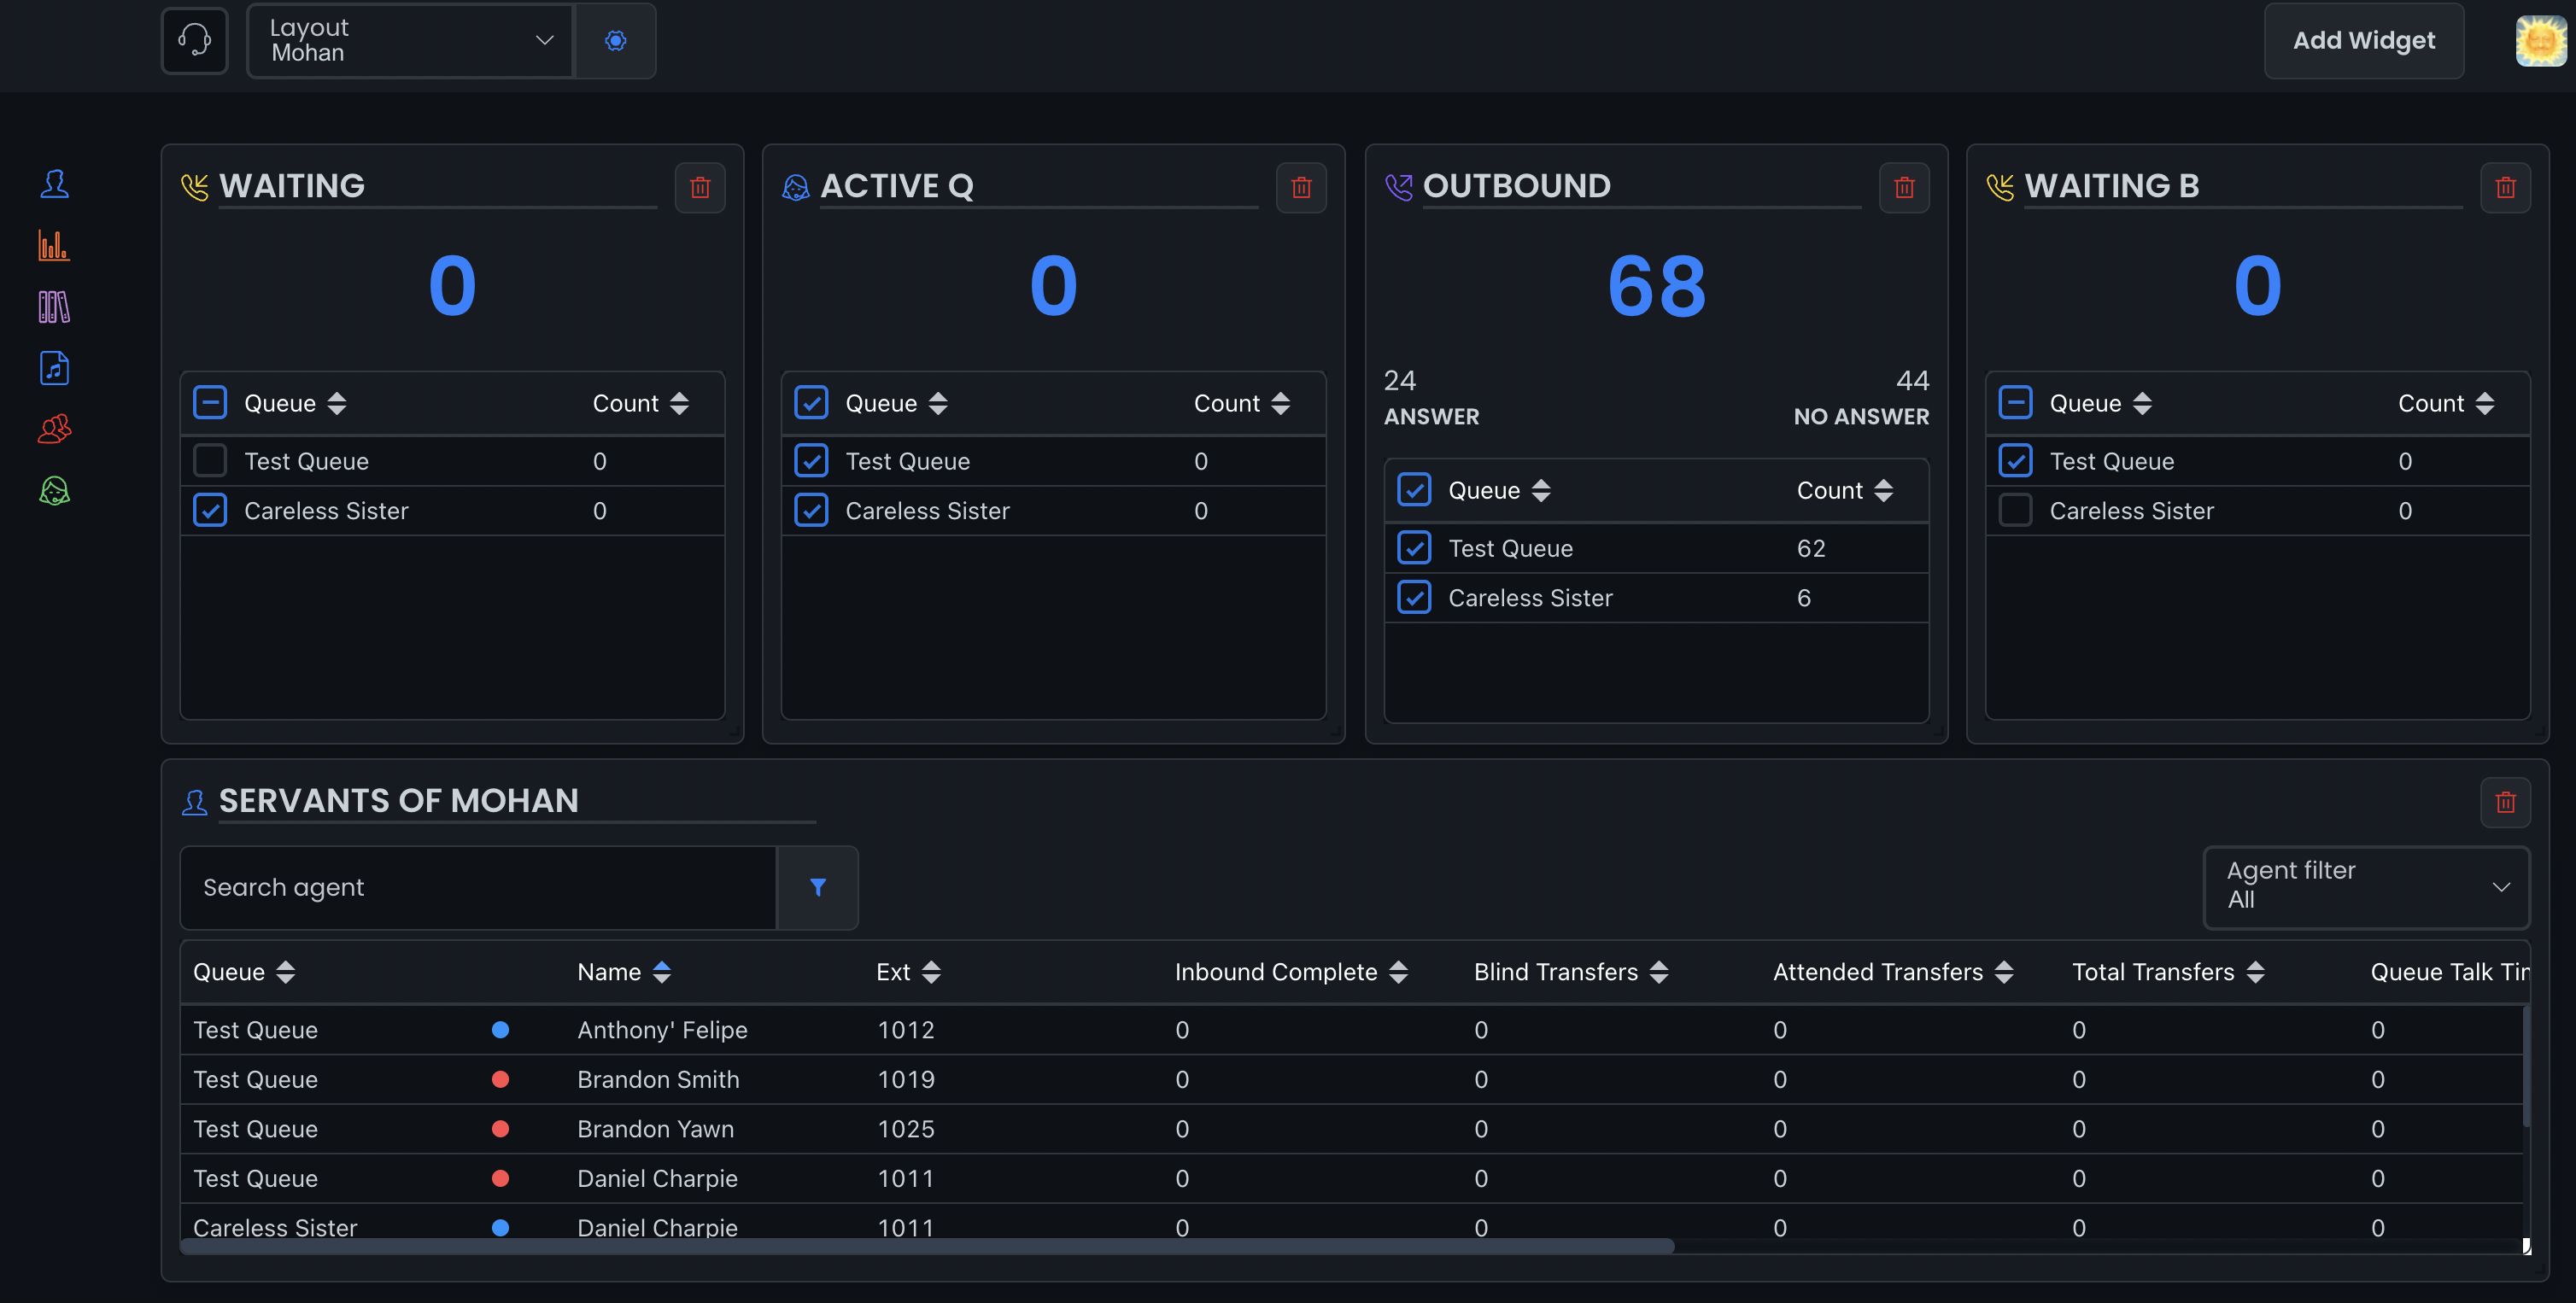 Layout
Mohan
Add Widget
WAITING
0
Queue Count
Test Queue 0
Careless Sister 0
ACTIVE Q
0
Queue Count
Test Queue 0
Careless Sister 0
OUTBOUND
68
24 44
ANSWER NO ANSWER
Queue Count
Test Queue 62
Careless Sister 6
WAITING B
0
Queue Count
Test Queue 0
Careless Sister 0
SERVANTS OF MOHAN
Search agent
Agent filter
All
Queue Name Ext Inbound Complete Blind Transfers Attended Transfers Total Transfers Queue Talk
Test Queue Anthony' Felipe 1012 0 0 0 0 0
Test Queue Brandon Smith 1019 0 0 0 0 0
Test Queue Brandon Yawn 1025 0 0 0 0 0
Test Queue Daniel Charpie 1011 0 0 0 0 0
Careless Sister Daniel Charpie 1011 0 0 0 0 0